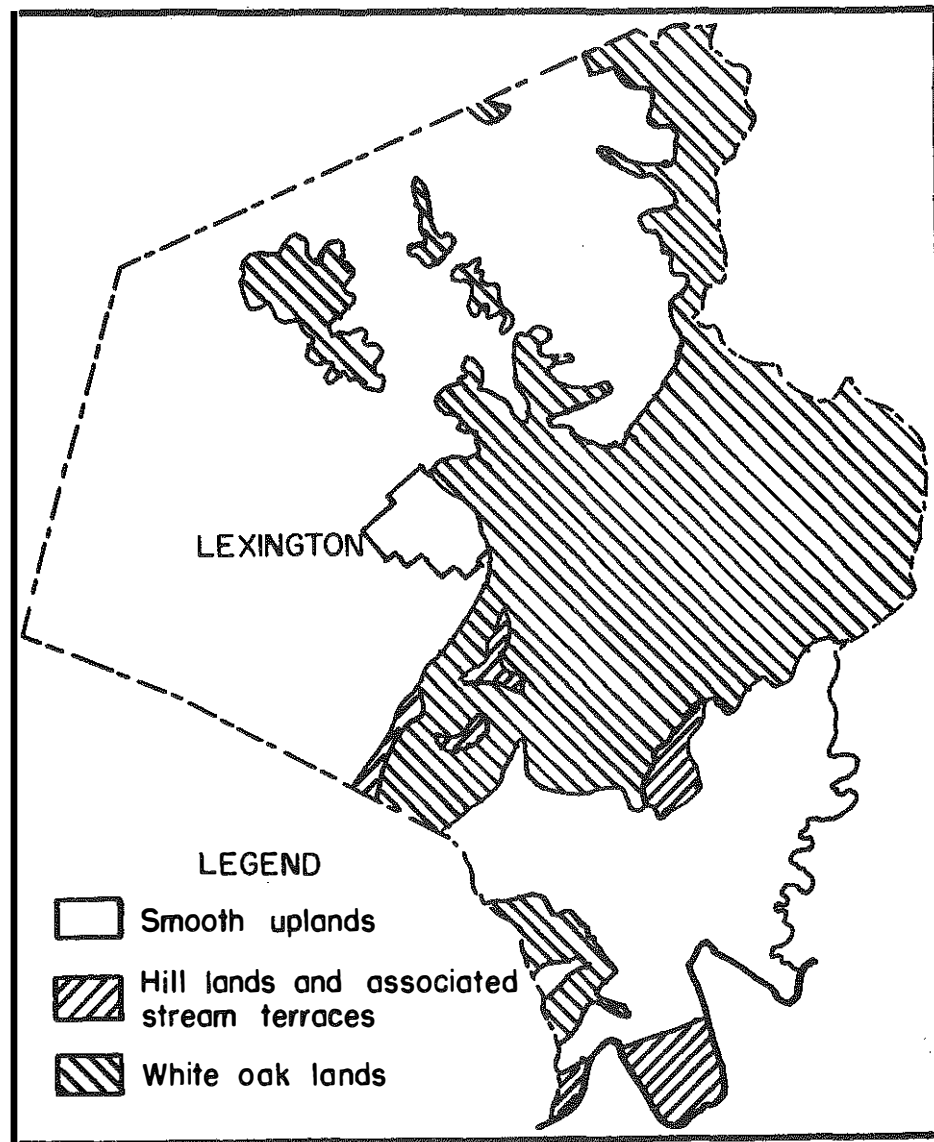 LEXINGTON
LEGEND
Smooth uplands
Hill lands and associated
stream terraces
White oak lands